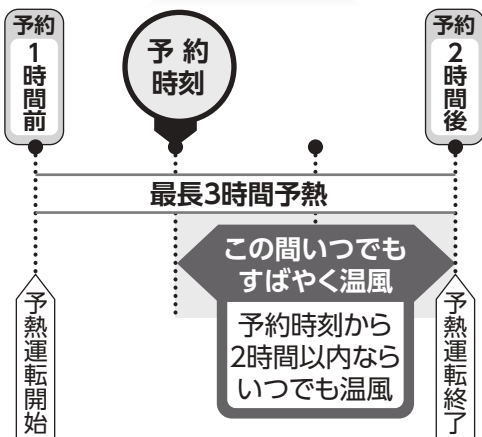 予約
1時間前
予約
時刻
予約
2時間後
最長3時間予熱
この間いつでも
すばやく温風
予約時刻から
2時間以内なら
いつでも温風
予熱運転開始
予熱運転終了